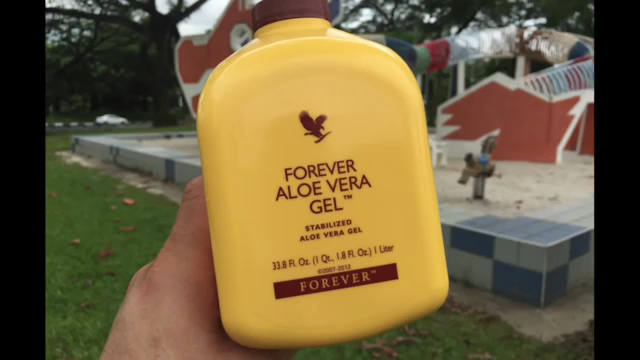 FOREVER
ALOE VERA
GEL™
STABILIZED
ALOE VERA GEL
33.8 Fl. Oz. (1 Qt., 1.8 Fl. Oz.) 1 Liter
©2007-2012
FOREVER™